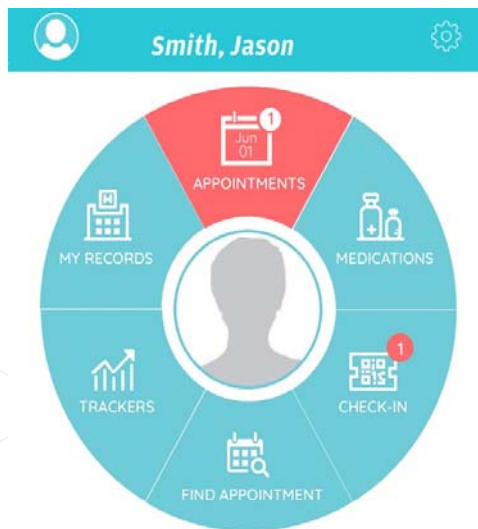 Smith, Jason
1
Jun
01
APPOINTMENTS
H
MY RECORDS
MEDICATIONS
1
TRACKERS
CHECK-IN
FIND APPOINTMENT